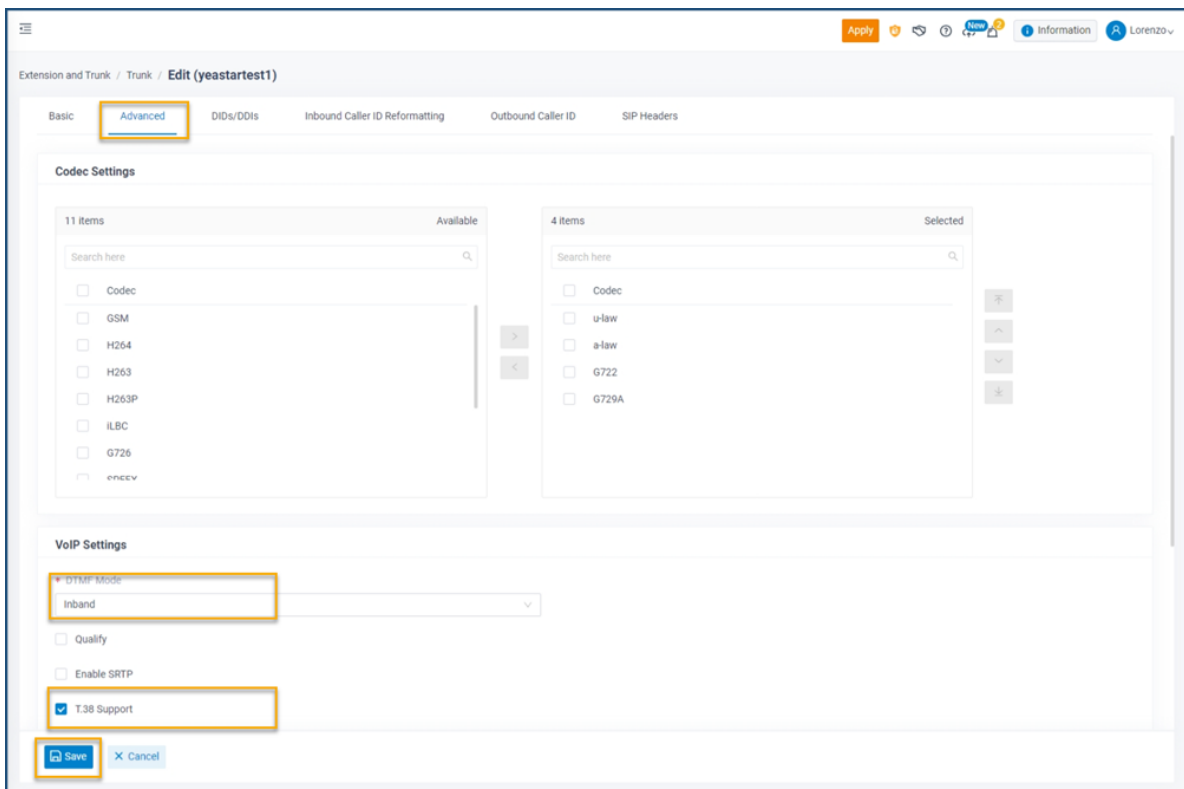 Apply New 2 Information Lorenzo
Extension and Trunk / Trunk / Edit (yeastartest1)
Basic Advanced DIDs/DDIs Inbound Caller ID Reformatting Outbound Caller ID SIP Headers
Codec Settings
11 items Available
Search here
Codec
GSM
H264
H263
H263P
iLBC
G726
SPEEX
4 items Selected
Search here
Codec
u-law
a-law
G722
G729A
VoIP Settings
* DTMF Mode
Inband
Qualify
Enable SRTP
T.38 Support
Save X Cancel